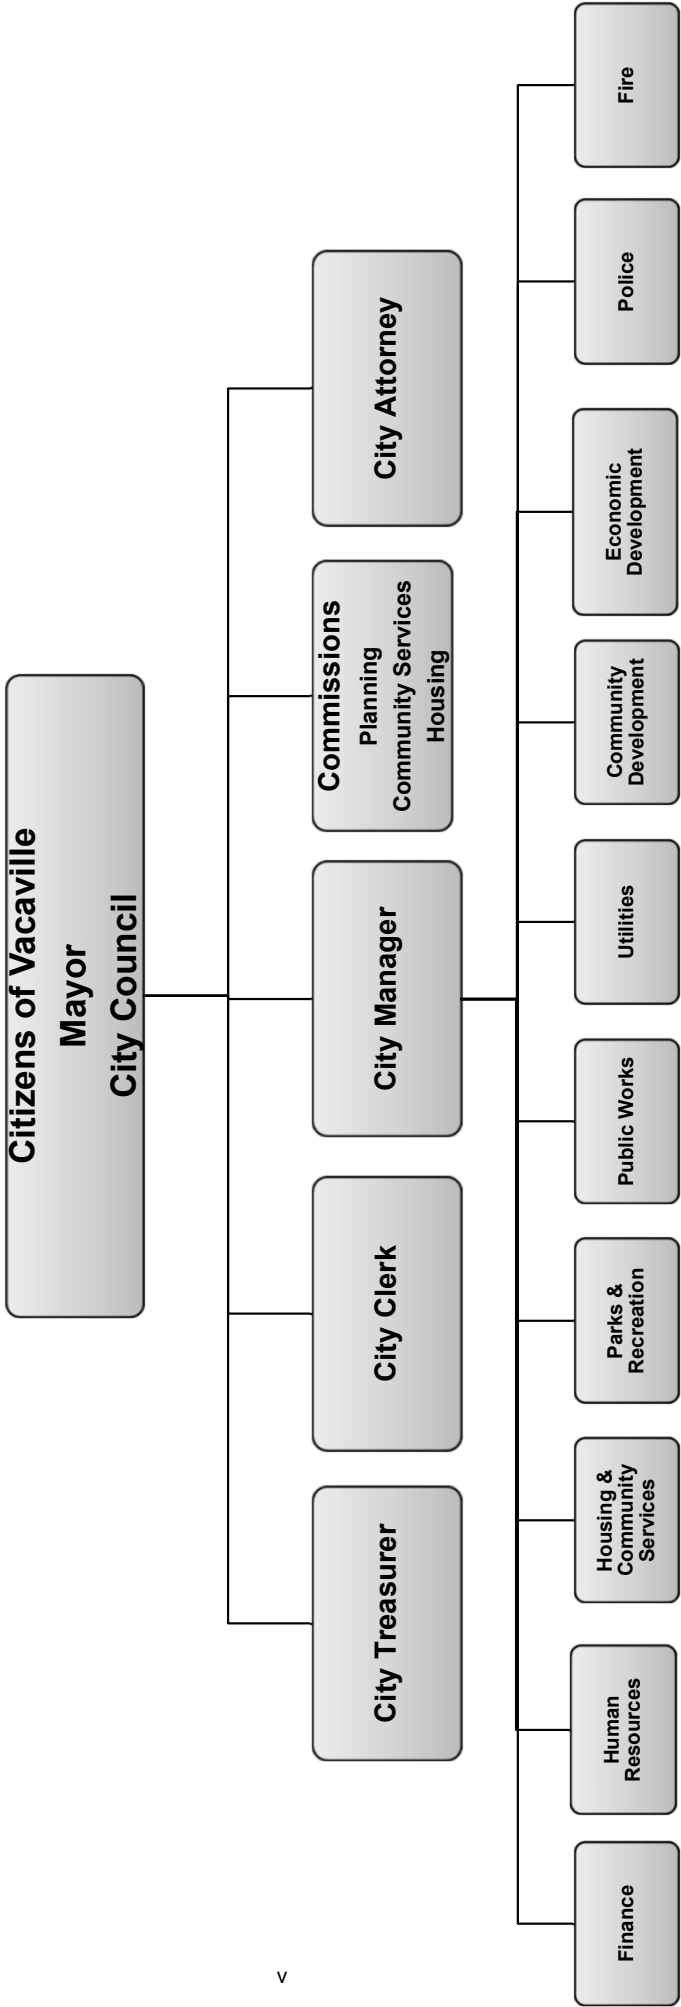 Citizens of Vacaville
Mayor
City Council
City Treasurer
City Clerk
City Manager
Commissions
Planning
Community Services
Housing
City Attorney
Finance
Human
Resources
Housing &
Community
Services
Parks &
Recreation
Public Works
Utilities
Community
Development
Economic
Development
Police
Fire
v